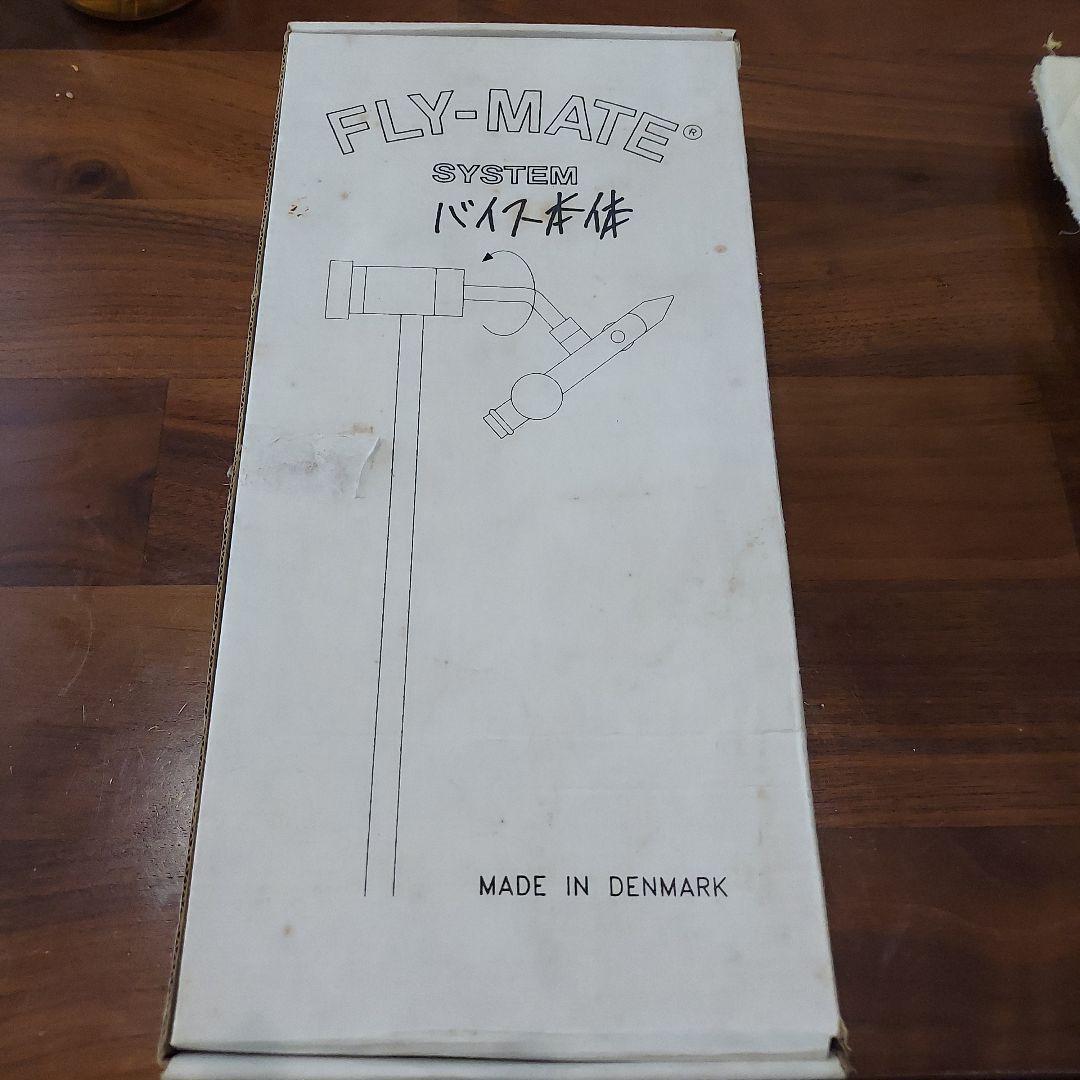 FLY-MATE®
SYSTEM
バイス本体
MADE IN DENMARK